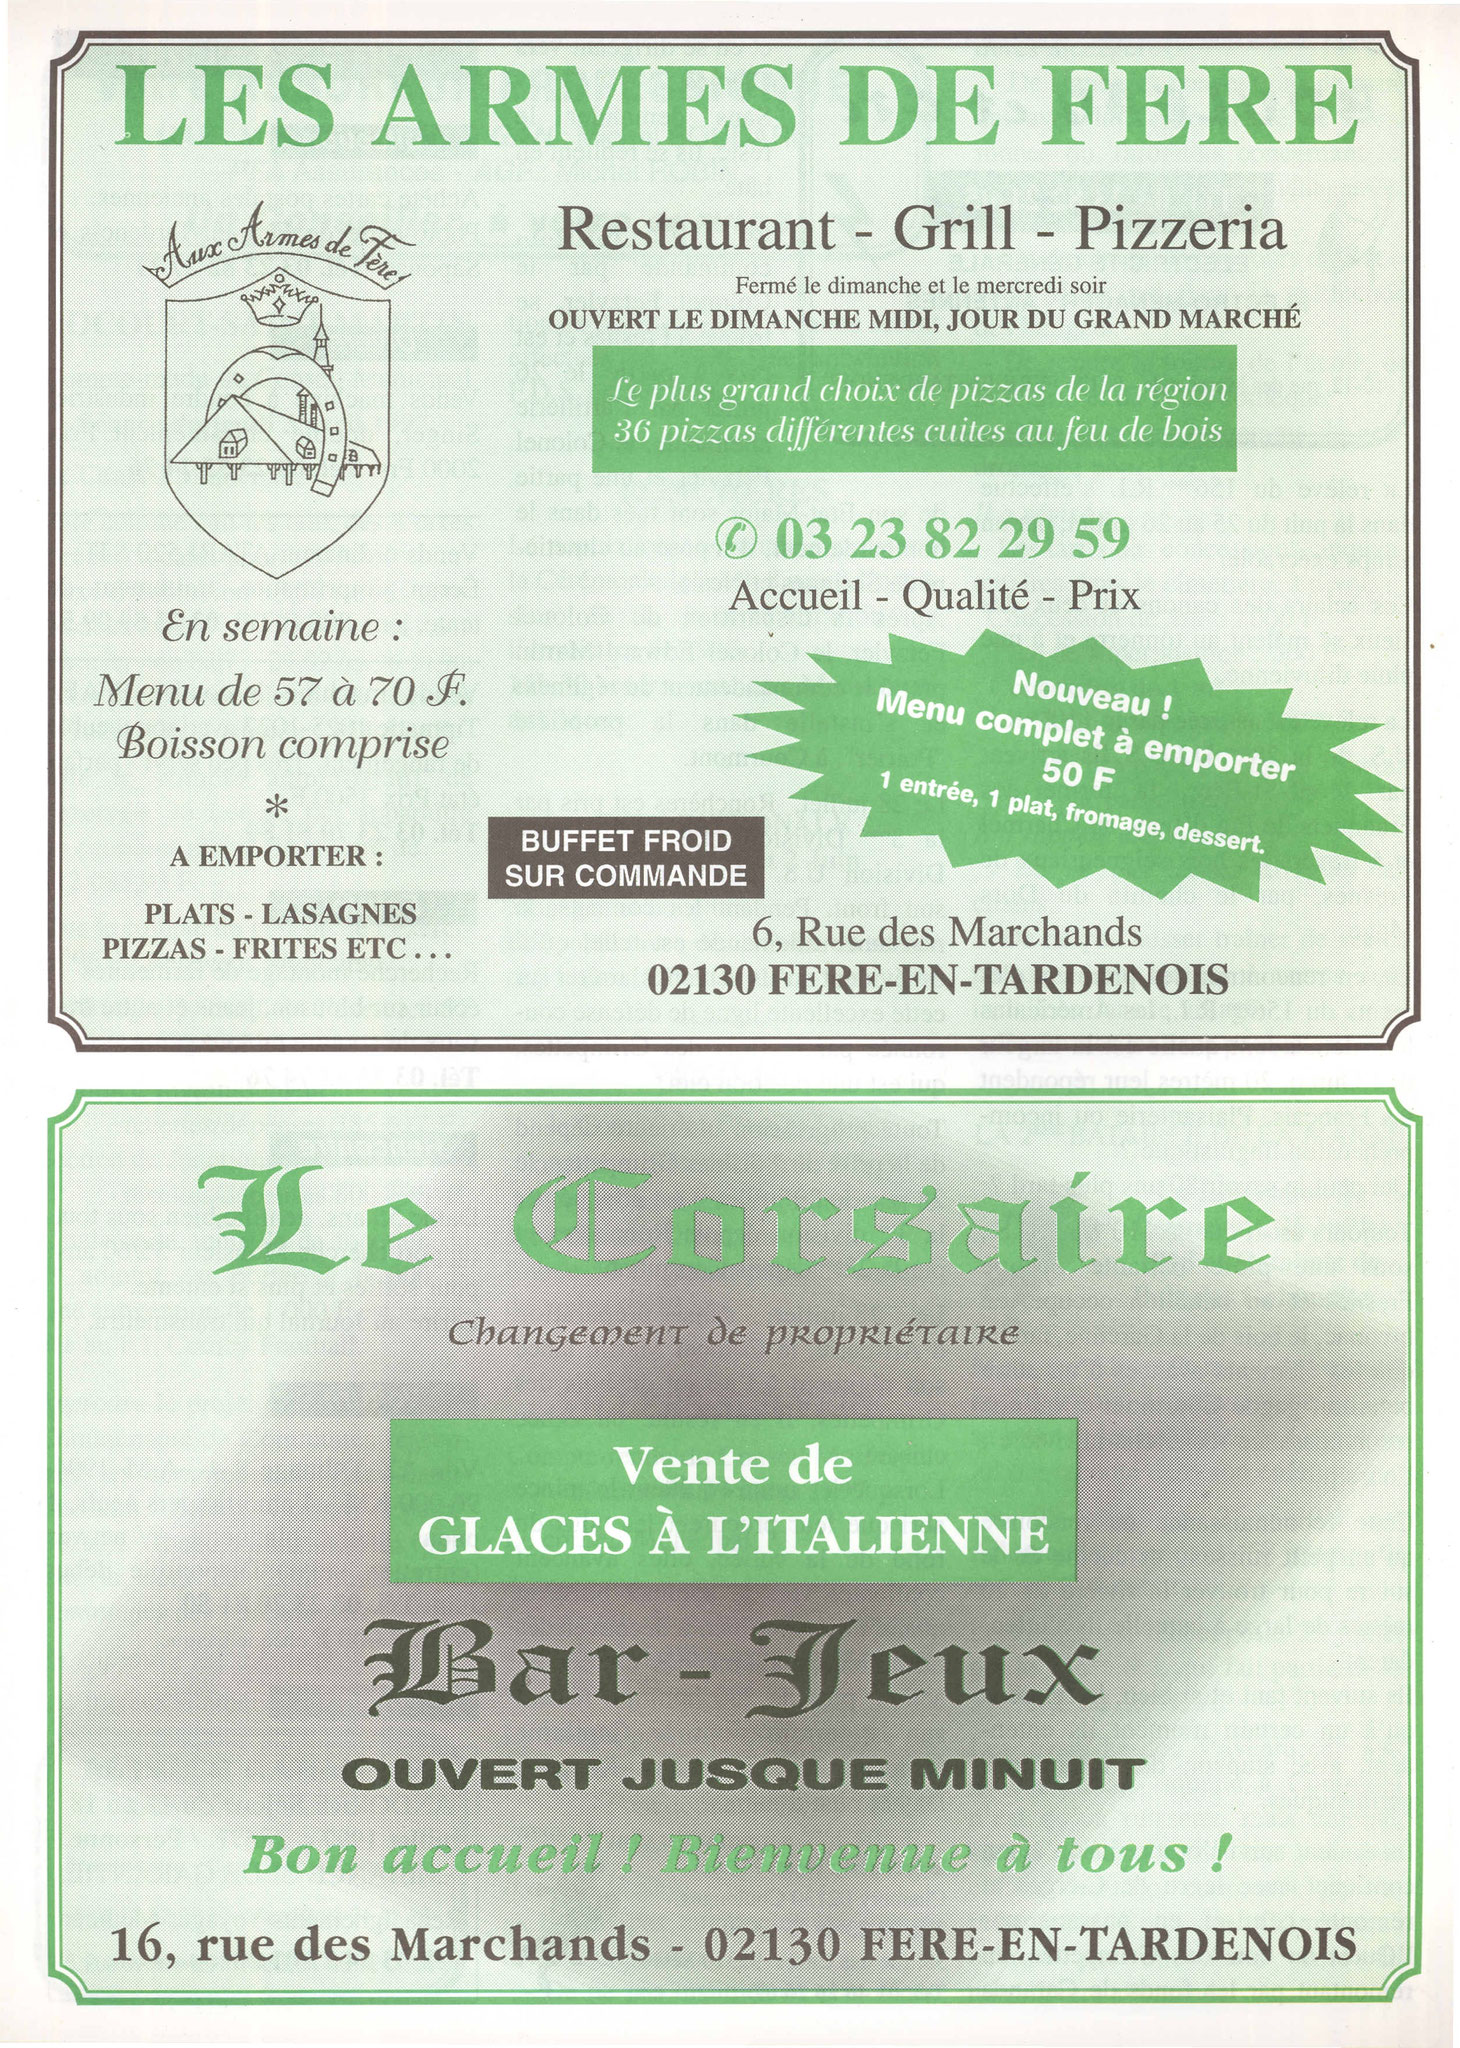 LES ARMES DE FERE
Aux Armes de Fère
Restaurant - Grill - Pizzeria
Fermé le dimanche et le mercredi soir
OUVERT LE DIMANCHE MIDI, JOUR DU GRAND MARCHÉ
Le plus grand choix de pizzas de la région
36 pizzas différentes cuites au feu de bois
✆ 03 23 82 29 59
Accueil - Qualité - Prix
En semaine :
Menu de 57 à 70 F.
Boisson comprise
*
A EMPORTER :
PLATS - LASAGNES
PIZZAS - FRITES ETC . . .
BUFFET FROID
SUR COMMANDE
Nouveau !
Menu complet à emporter
50 F
1 entrée, 1 plat, fromage, dessert.
6, Rue des Marchands
02130 FERE-EN-TARDENOIS
Le Corsaire
Changement de propriétaire
Vente de
GLACES À L'ITALIENNE
Bar - Jeux
OUVERT JUSQUE MINUIT
Bon accueil ! Bienvenue à tous !
16, rue des Marchands - 02130 FERE-EN-TARDENOIS